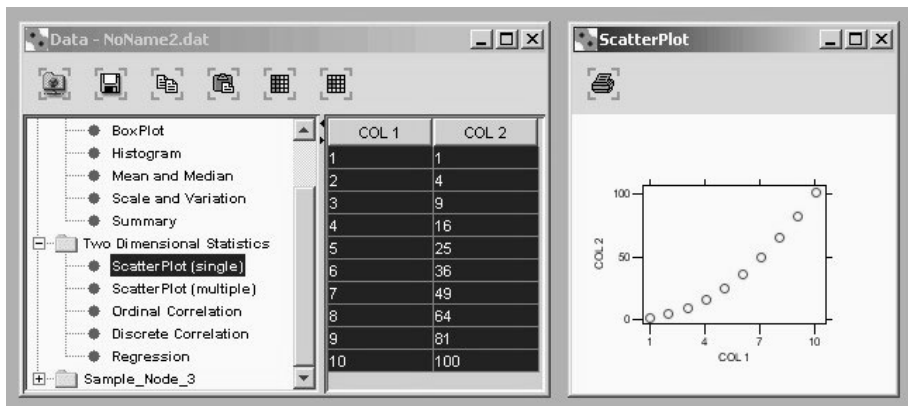 Data - NoName2.dat
BoxPlot
Histogram
Mean and Median
Scale and Variation
Summary
Two Dimensional Statistics
ScatterPlot (single)
ScatterPlot (multiple)
Ordinal Correlation
Discrete Correlation
Regression
Sample_Node_3
COL 1 COL 2
1 1
2 4
3 9
4 16
5 25
6 36
7 49
8 64
9 81
10 100
ScatterPlot
100
50
0
COL 2
1 4 7 10
COL 1